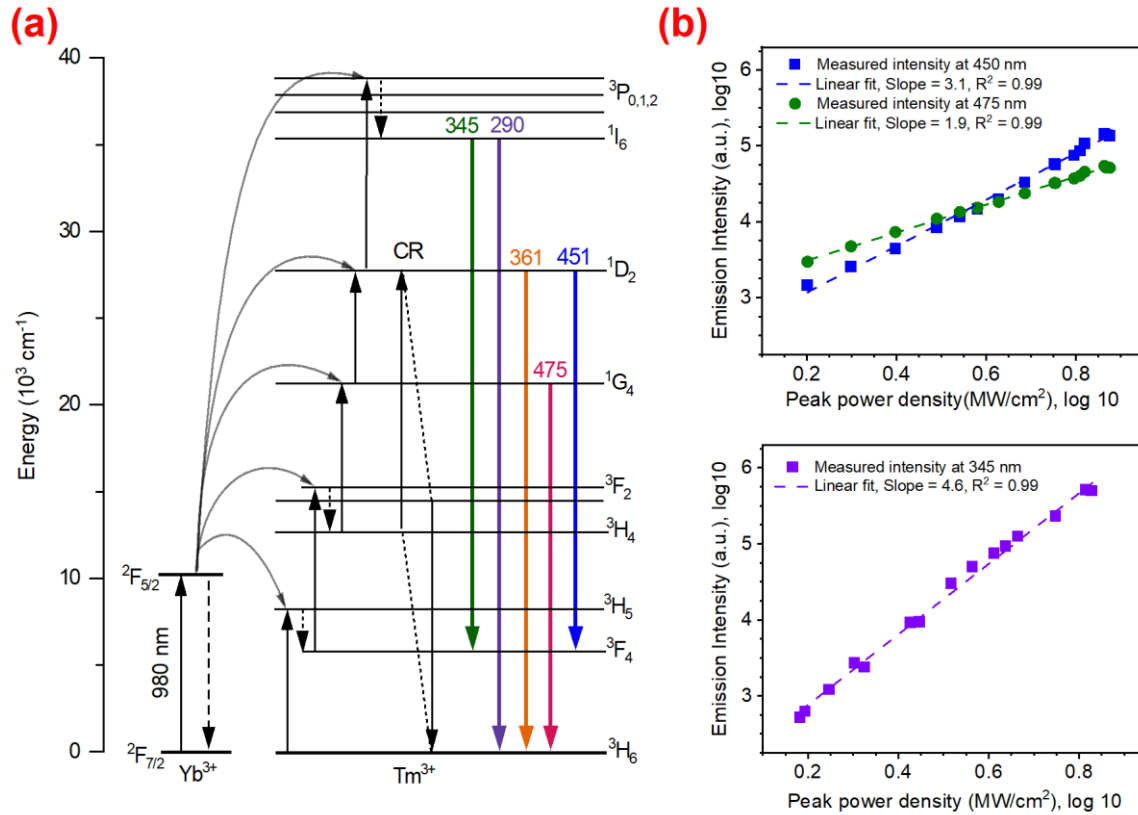 (a)
40
30
20
10
0
Energy (10³ cm⁻¹)
³P₀,₁,₂
¹I₆
345 290
CR
361 451
¹D₂
475
¹G₄
³F₂
³H₄
²F₅/₂
³H₅
³F₄
980 nm
²F₇/₂
³H₆
Yb³⁺
Tm³⁺
(b)
Measured intensity at 450 nm
Linear fit, Slope = 3.1, R² = 0.99
Measured intensity at 475 nm
Linear fit, Slope = 1.9, R² = 0.99
Emission Intensity (a.u.), log10
6
5
4
3
0.2 0.4 0.6 0.8
Peak power density(MW/cm²), log 10
Measured intensity at 345 nm
Linear fit, Slope = 4.6, R² = 0.99
Emission Intensity (a.u.), log10
6
5
4
3
0.2 0.4 0.6 0.8
Peak power density (MW/cm²), log 10